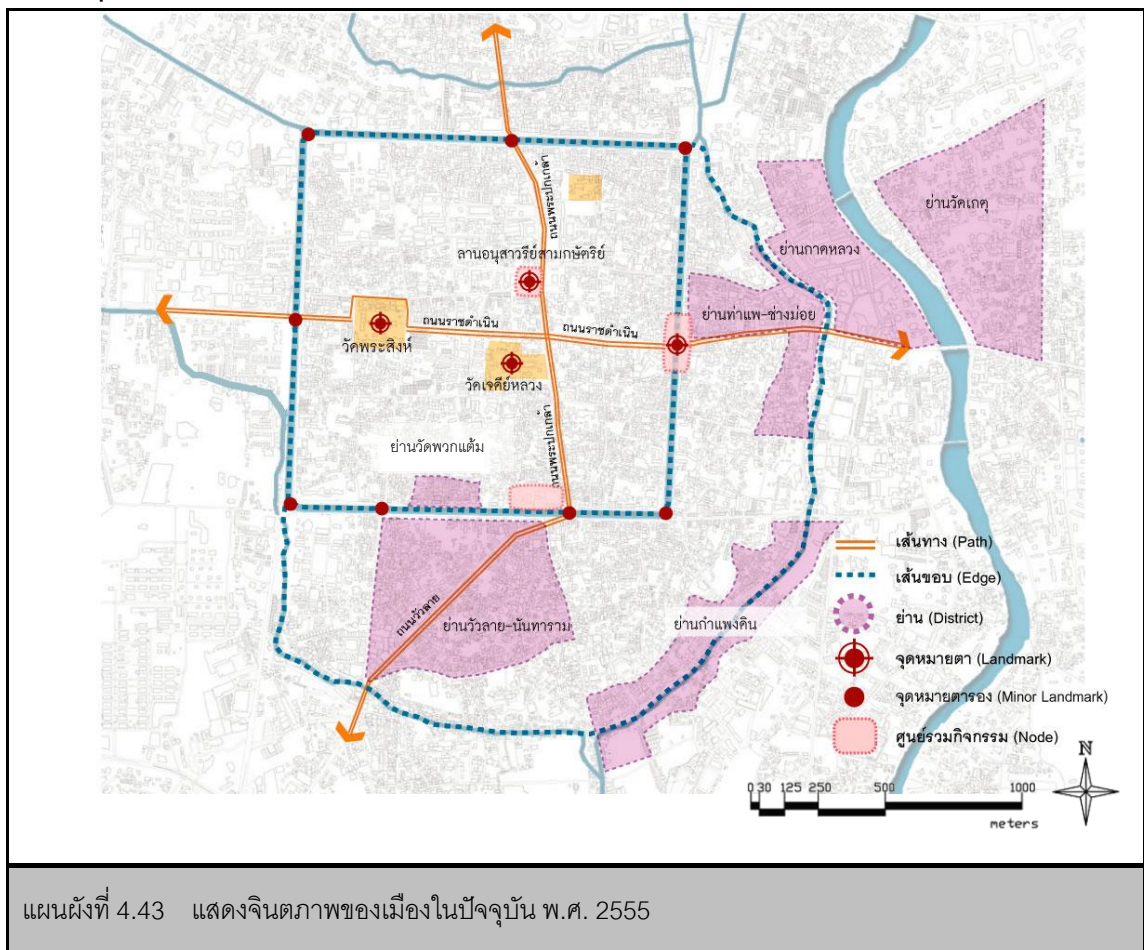 ถนนพระปกเกล้า
ย่านวัดเกตุ
ย่านกาดหลวง
ลานอนุสาวรีย์สามกษัตริย์
ย่านท่าแพ-ช่างม่อย
ถนนราชดำเนิน
ถนนราชดำเนิน
วัดพระสิงห์
วัดเจดีย์หลวง
ถนนพระปกเกล้า
ย่านวัดพวกแต้ม
ถนนวัวลาย
ย่านวัวลาย-นันทาราม
ย่านกำแพงดิน
เส้นทาง (Path)
เส้นขอบ (Edge)
ย่าน (District)
จุดหมายตา (Landmark)
จุดหมายตารอง (Minor Landmark)
ศูนย์รวมกิจกรรม (Node)
N
0 30 125 250 500 1000
meters
แผนผังที่ 4.43 แสดงจินตภาพของเมืองในปัจจุบัน พ.ศ. 2555